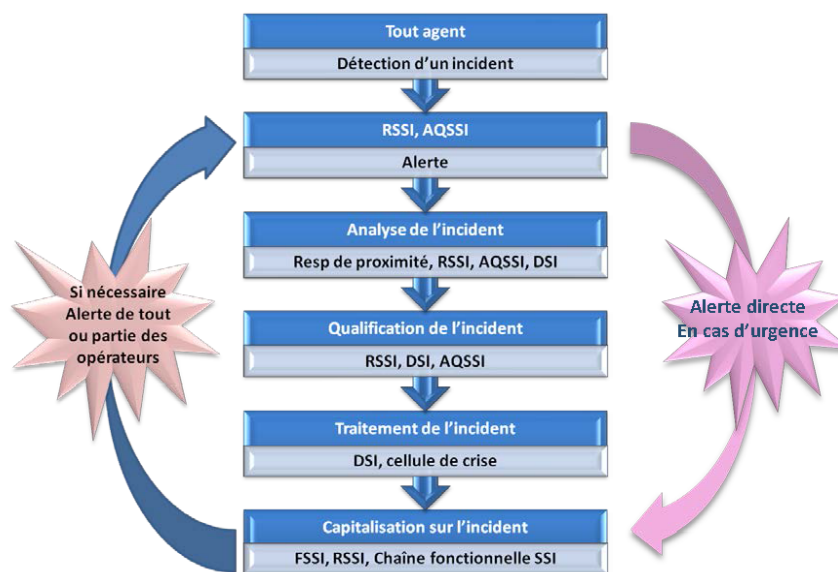 Tout agent
Détection d'un incident
RSSI, AQSSI
Alerte
Analyse de l'incident
Resp de proximité, RSSI, AQSSI, DSI
Qualification de l'incident
RSSI, DSI, AQSSI
Traitement de l'incident
DSI, cellule de crise
Capitalisation sur l'incident
FSSI, RSSI, Chaîne fonctionnelle SSI
Si nécessaire
Alerte de tout
ou partie des
opérateurs
Alerte directe
En cas d'urgence